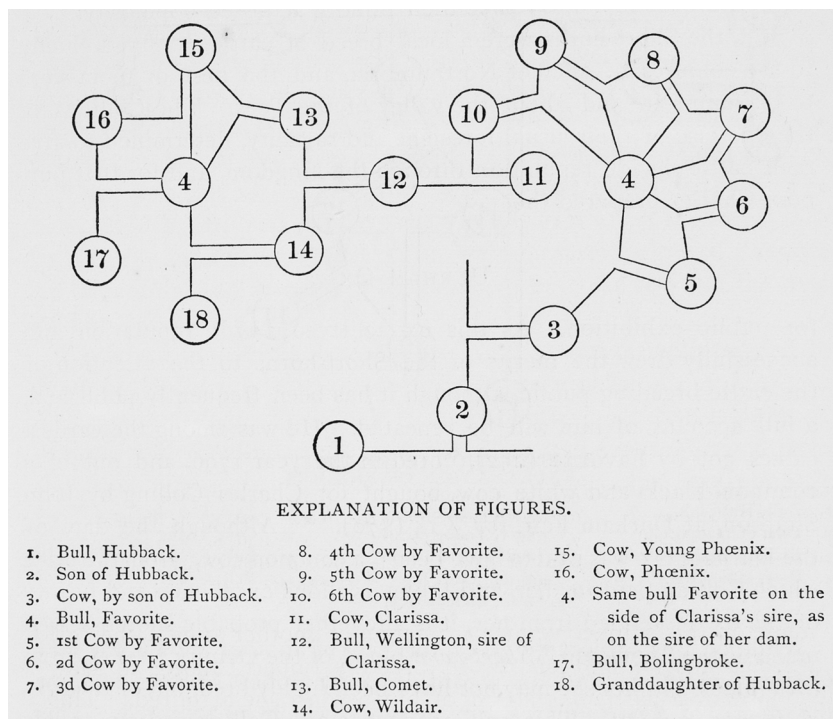 15
9
8
16
13
10
7
4
12
11
4
6
17
14
5
18
3
2
1
EXPLANATION OF FIGURES.
1. Bull, Hubback.
2. Son of Hubback.
3. Cow, by son of Hubback.
4. Bull, Favorite.
5. 1st Cow by Favorite.
6. 2d Cow by Favorite.
7. 3d Cow by Favorite.
8. 4th Cow by Favorite.
9. 5th Cow by Favorite.
10. 6th Cow by Favorite.
11. Cow, Clarissa.
12. Bull, Wellington, sire of
Clarissa.
13. Bull, Comet.
14. Cow, Wildair.
15. Cow, Young Phœnix.
16. Cow, Phœnix.
4. Same bull Favorite on the
side of Clarissa's sire, as
on the sire of her dam.
17. Bull, Bolingbroke.
18. Granddaughter of Hubback.